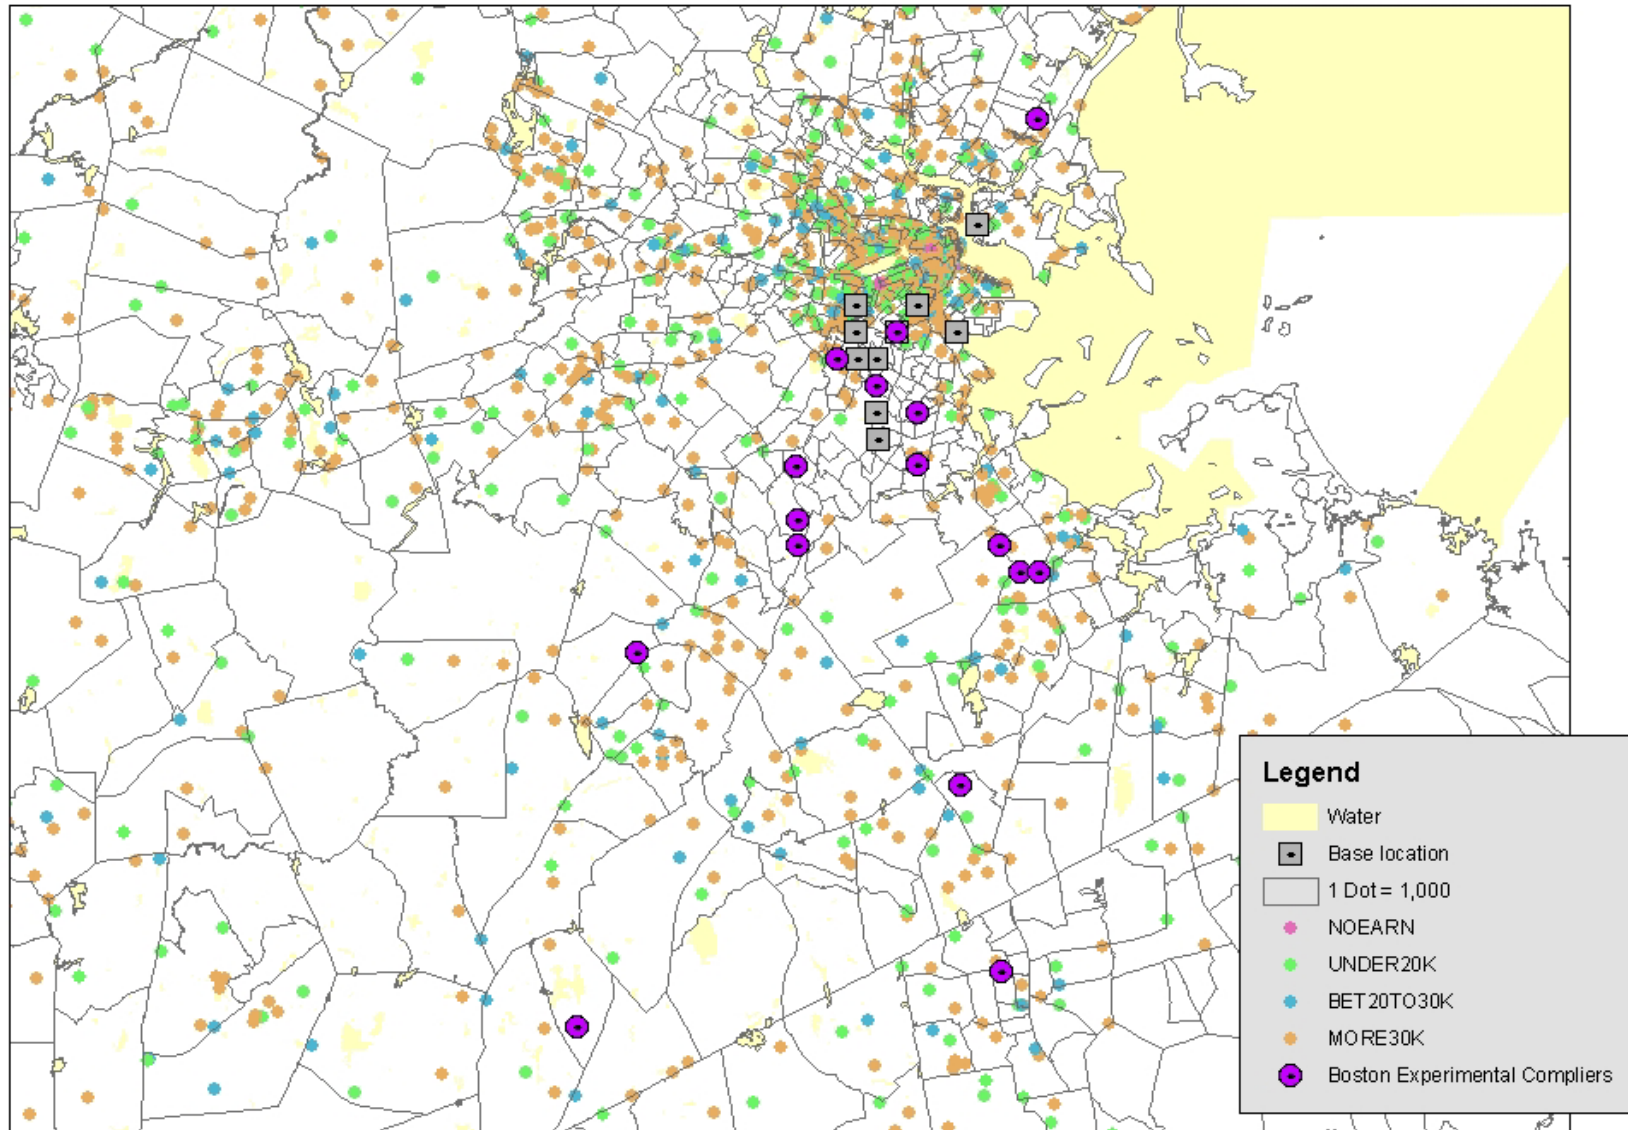 Legend
Water
Base location
1 Dot = 1,000
NOEARN
UNDER20K
BET20TO30K
MORE30K
Boston Experimental Compliers